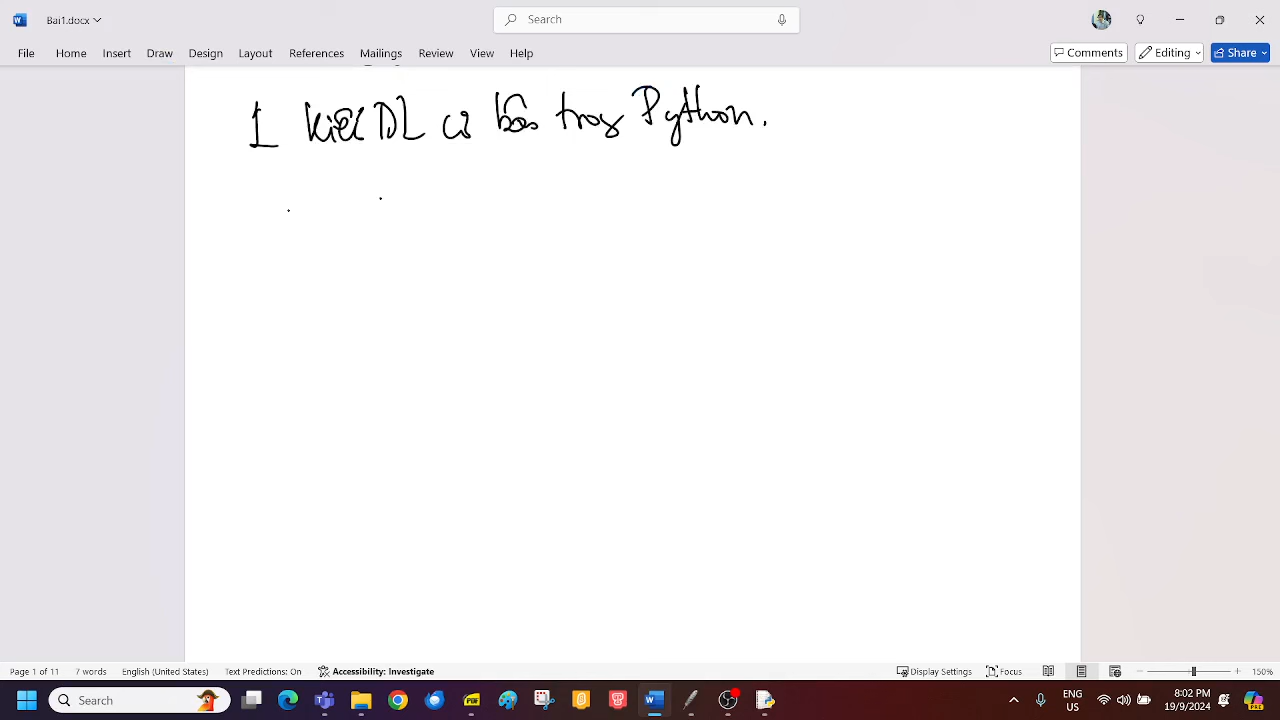 Bai1.docx
Search
File Home Insert Draw Design Layout References Mailings Review View Help
Comments Editing Share
1 Kiểu DL cơ bản trong Python.
Page 1 of 11 7 words English (United States) Text Predictions: On Accessibility: Investigate
Display Settings Focus 150%
Search
ENG
US
8:02 PM
19/9/2024